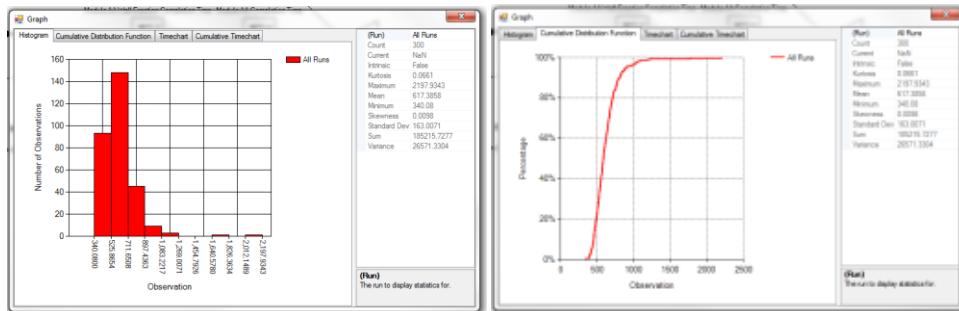 Graph
Histogram Cumulative Distribution Function Timechart Cumulative Timechart
160
140
120
100
80
60
40
20
0
Number of Observations
340.0800
525.8654
711.6508
897.4363
1,083.2217
1,269.0071
1,454.7926
1,640.5780
1,826.3634
2,012.1489
2,197.9343
Observation
All Runs
(Run) All Runs
Count 300
Current NaN
Intrinsic False
Kurtosis 0.0661
Maximum 2197.9343
Mean 617.3858
Minimum 340.08
Skewness 0.0098
Standard Dev 163.0071
Sum 185215.7277
Variance 26571.3304
(Run)
The run to display statistics for.
Graph
Histogram Cumulative Distribution Function Timechart Cumulative Timechart
100%
80%
60%
40%
20%
0%
Percentage
0 500 1000 1500 2000 2500
Observation
All Runs
(Run) All Runs
Count 300
Current NaN
Intrinsic False
Kurtosis 0.0661
Maximum 2197.9343
Mean 617.3858
Minimum 340.08
Skewness 0.0098
Standard Dev 163.0071
Sum 185215.7277
Variance 26571.3304
(Run)
The run to display statistics for.